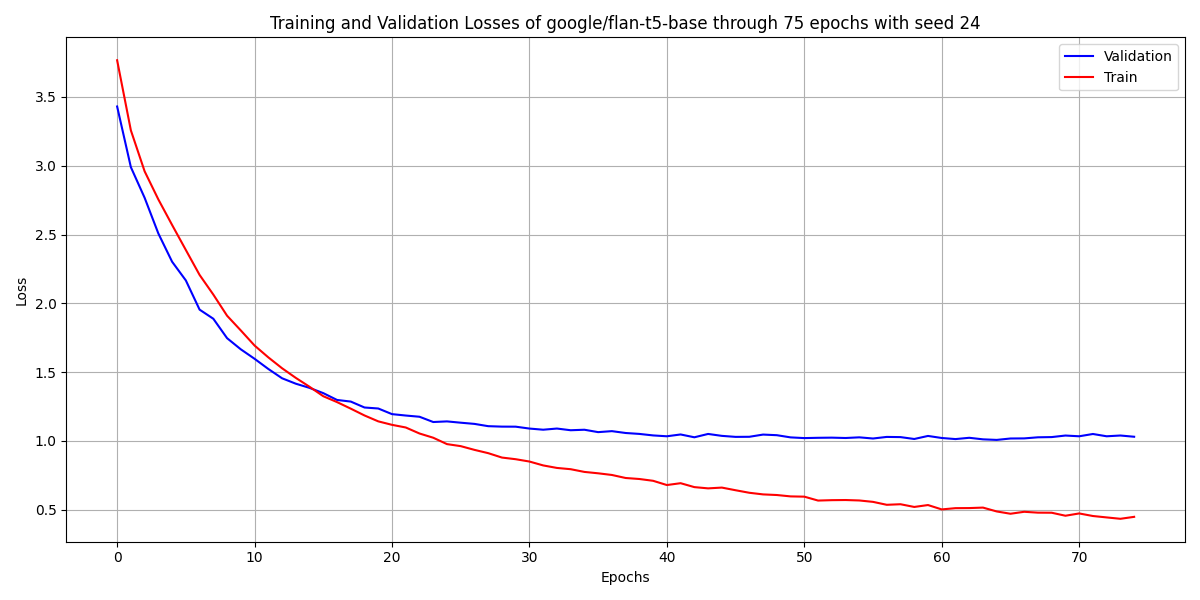 Training and Validation Losses of google/flan-t5-base through 75 epochs with seed 24
Validation
Train
Loss
3.5
3.0
2.5
2.0
1.5
1.0
0.5
0 10 20 30 40 50 60 70
Epochs